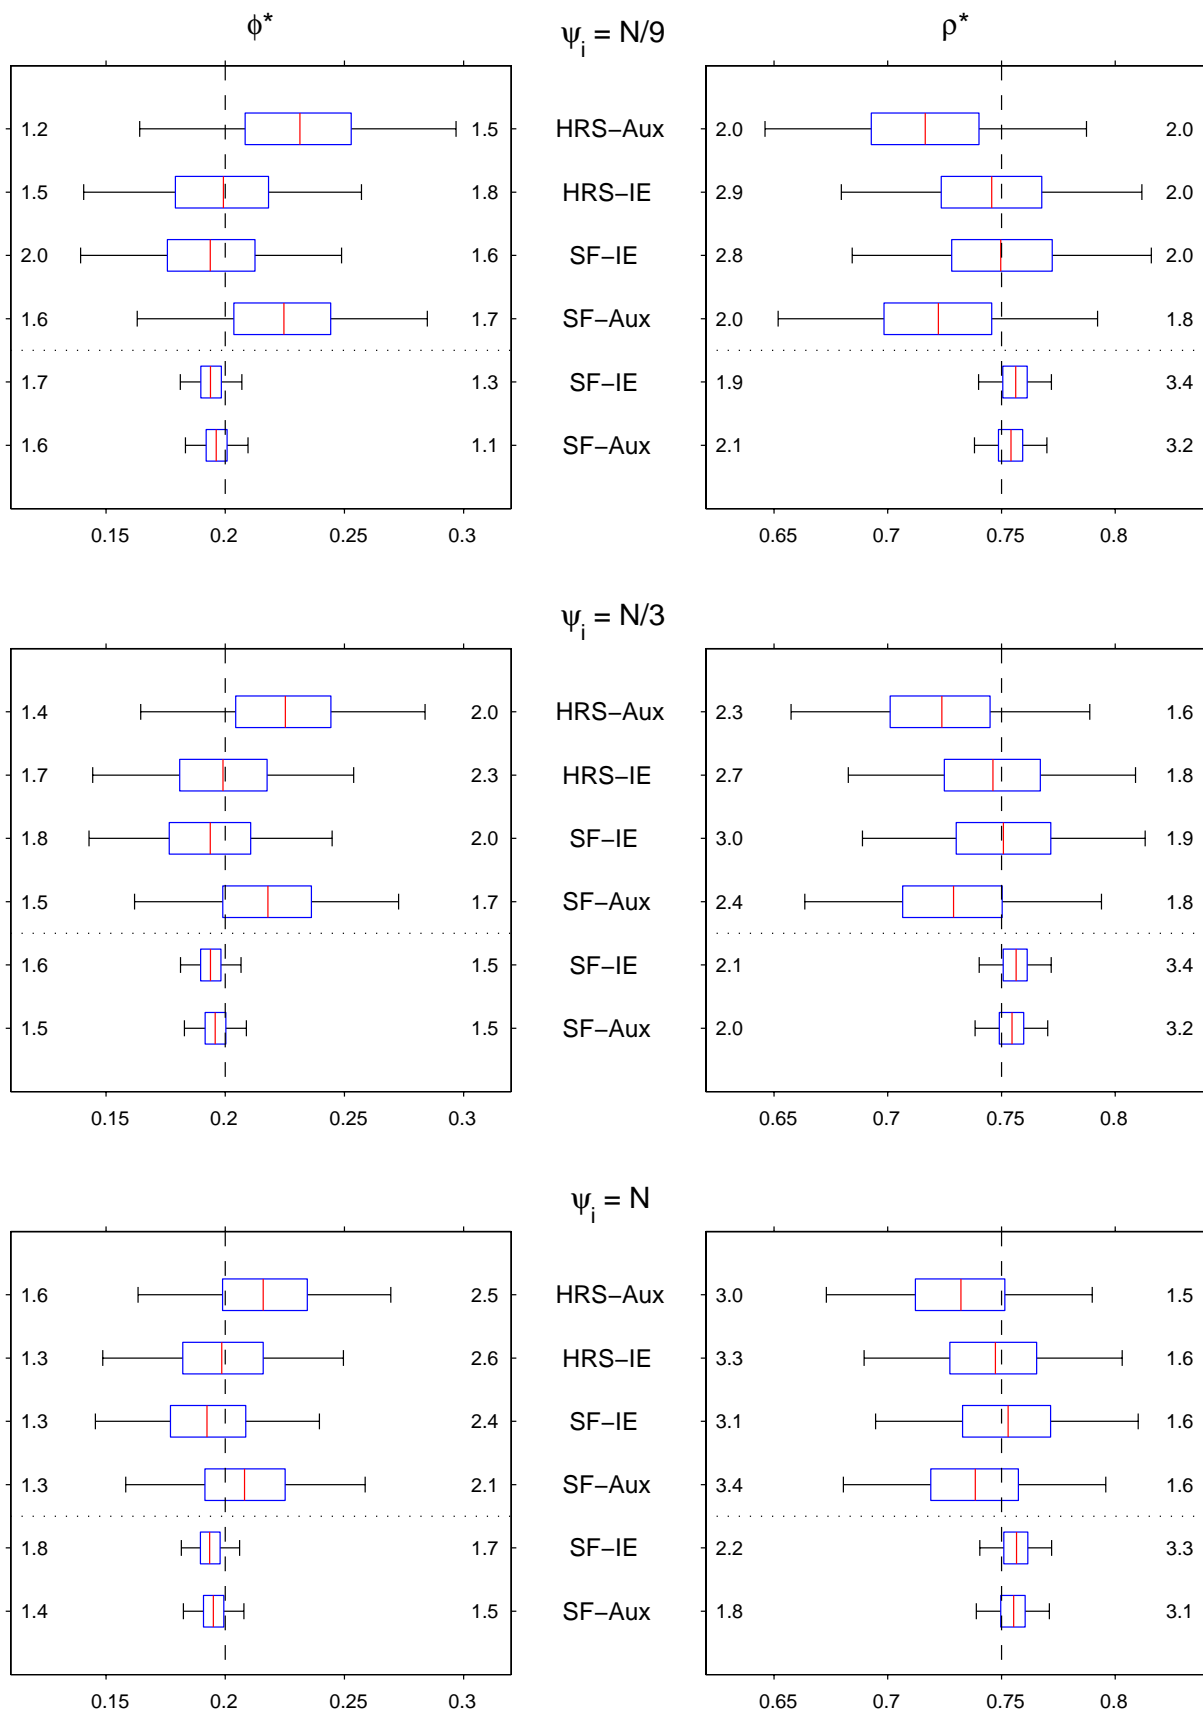 ϕ* ψi = N/9 ρ*
1.2 1.5 HRS−Aux 2.0 2.0
1.5 1.8 HRS−IE 2.9 2.0
2.0 1.6 SF−IE 2.8 2.0
1.6 1.7 SF−Aux 2.0 1.8
1.7 1.3 SF−IE 1.9 3.4
1.6 1.1 SF−Aux 2.1 3.2
0.15 0.2 0.25 0.3 0.65 0.7 0.75 0.8
ψi = N/3
1.4 2.0 HRS−Aux 2.3 1.6
1.7 2.3 HRS−IE 2.7 1.8
1.8 2.0 SF−IE 3.0 1.9
1.5 1.7 SF−Aux 2.4 1.8
1.6 1.5 SF−IE 2.1 3.4
1.5 1.5 SF−Aux 2.0 3.2
0.15 0.2 0.25 0.3 0.65 0.7 0.75 0.8
ψi = N
1.6 2.5 HRS−Aux 3.0 1.5
1.3 2.6 HRS−IE 3.3 1.6
1.3 2.4 SF−IE 3.1 1.6
1.3 2.1 SF−Aux 3.4 1.6
1.8 1.7 SF−IE 2.2 3.3
1.4 1.5 SF−Aux 1.8 3.1
0.15 0.2 0.25 0.3 0.65 0.7 0.75 0.8